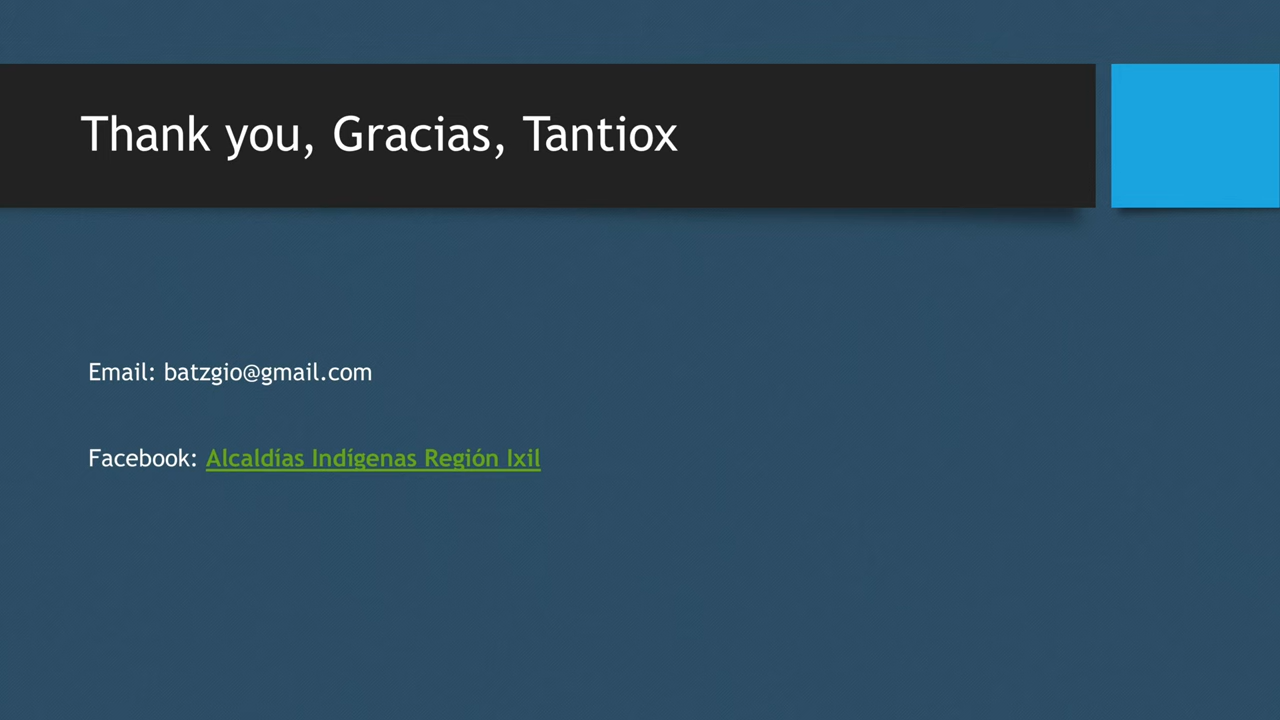 Thank you, Gracias, Tantiox
Email: batzgio@gmail.com
Facebook: Alcaldías Indígenas Región Ixil